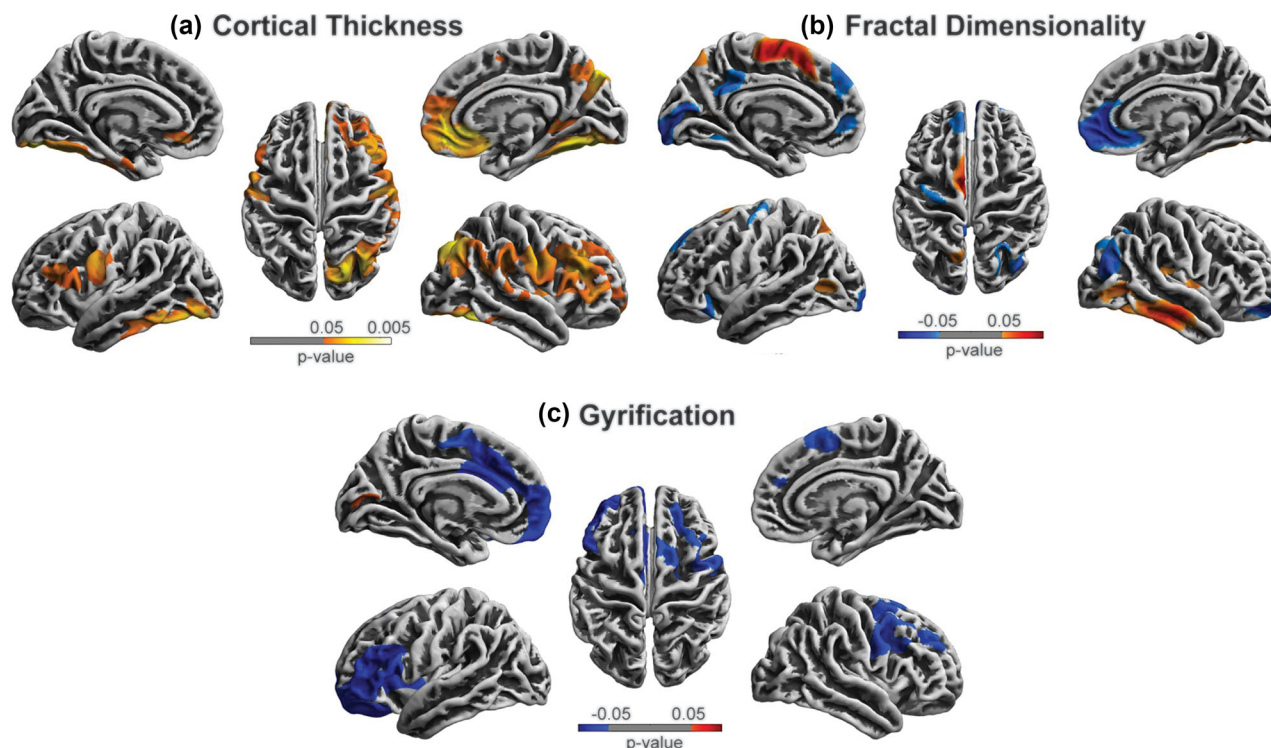 (a) Cortical Thickness
(b) Fractal Dimensionality
0.05 0.005
p-value
-0.05 0.05
p-value
(c) Gyrification
-0.05 0.05
p-value